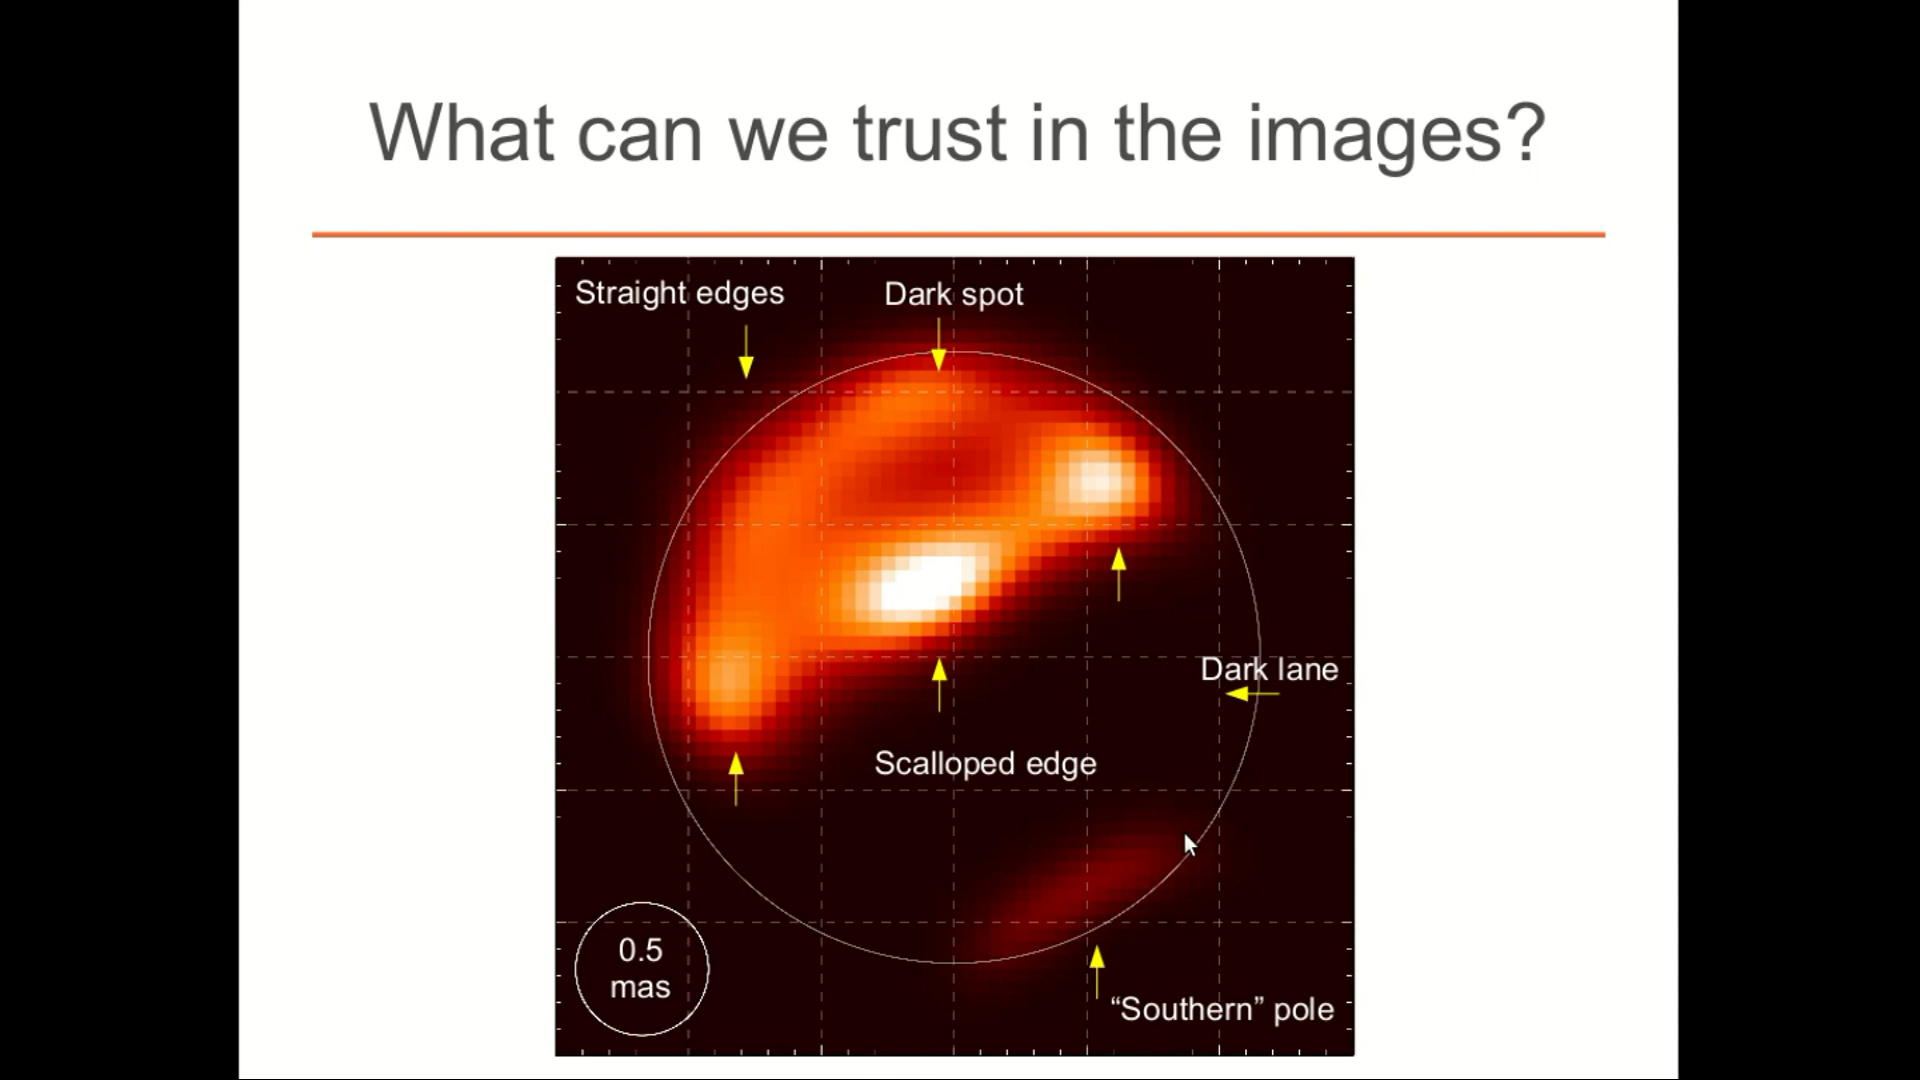 What can we trust in the images?
Straight edges
Dark spot
Dark lane
Scalloped edge
0.5
mas
“Southern” pole